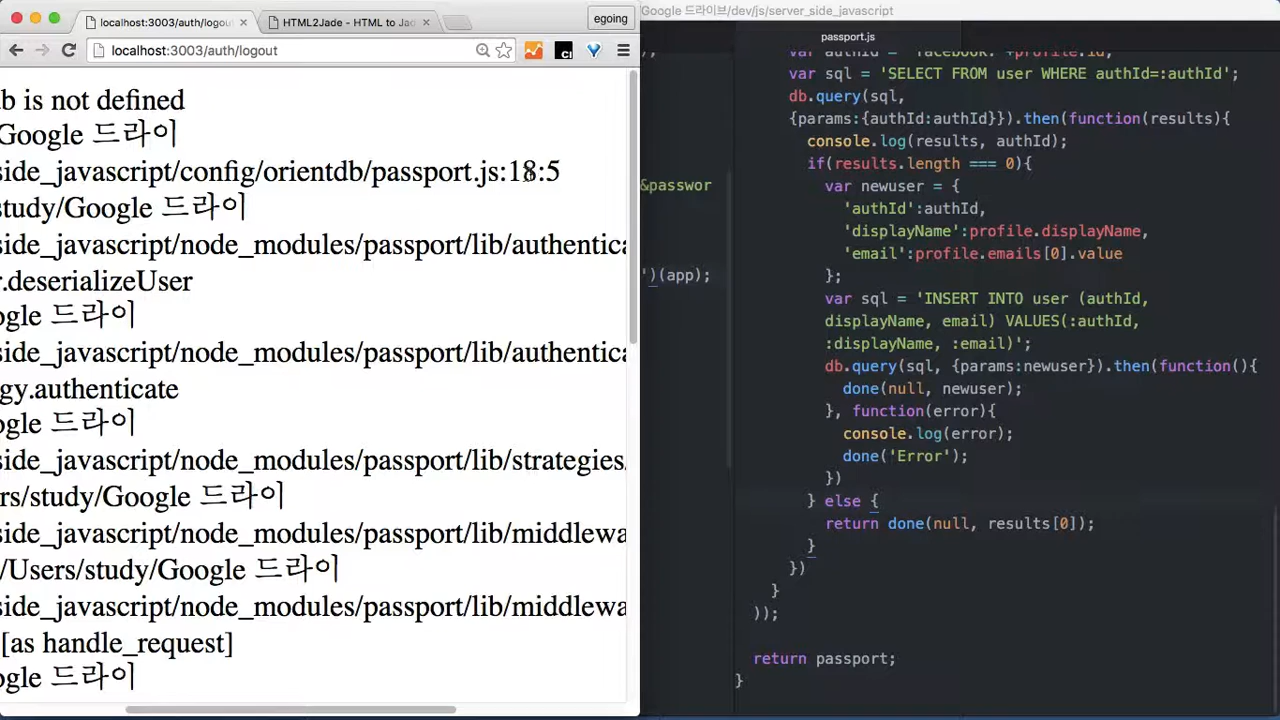 localhost:3003/auth/logout
HTML2Jade - HTML to Jad
egoing
localhost:3003/auth/logout
b is not defined
Google 드라이
side_javascript/config/orientdb/passport.js:18:5
study/Google 드라이
side_javascript/node_modules/passport/lib/authentica
r.deserializeUser
ogle 드라이
side_javascript/node_modules/passport/lib/authentica
gy.authenticate
ogle 드라이
side_javascript/node_modules/passport/lib/strategies
rs/study/Google 드라이
side_javascript/node_modules/passport/lib/middlewa
/Users/study/Google 드라이
side_javascript/node_modules/passport/lib/middlewa
[as handle_request]
ogle 드라이
Google 드라이브/dev/js/server_side_javascript
passport.js
&passwor
')(app);
var authId = 'facebook:'+profile.id;
var sql = 'SELECT FROM user WHERE authId=:authId';
db.query(sql,
{params:{authId:authId}}).then(function(results){
console.log(results, authId);
if(results.length === 0){
var newuser = {
'authId':authId,
'displayName':profile.displayName,
'email':profile.emails[0].value
};
var sql = 'INSERT INTO user (authId,
displayName, email) VALUES(:authId,
:displayName, :email)';
db.query(sql, {params:newuser}).then(function(){
done(null, newuser);
}, function(error){
console.log(error);
done('Error');
})
} else {
return done(null, results[0]);
}
})
}
));
return passport;
}